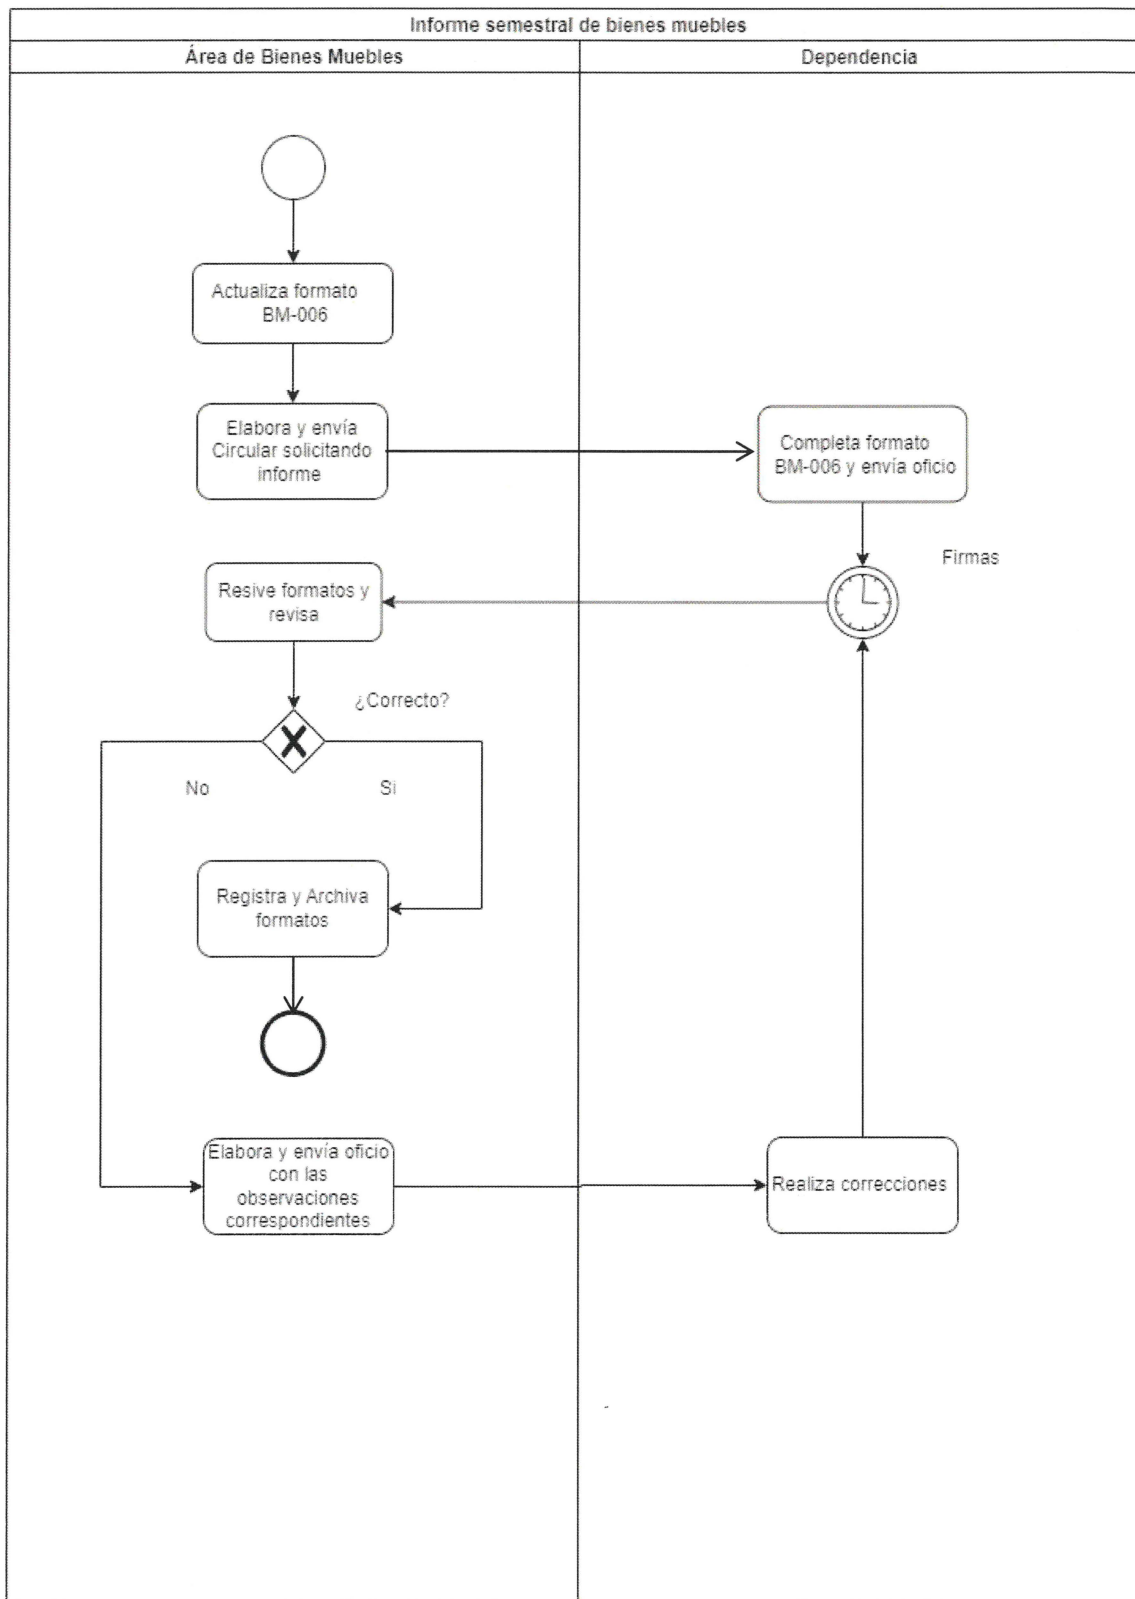 Informe semestral de bienes muebles
Área de Bienes Muebles
Dependencia
Actualiza formato
BM-006
Elabora y envía
Circular solicitando
informe
Completa formato
BM-006 y envía oficio
Firmas
Resive formatos y
revisa
¿Correcto?
No
Si
Registra y Archiva
formatos
Elabora y envía oficio
con las
observaciones
correspondientes
Realiza correcciones